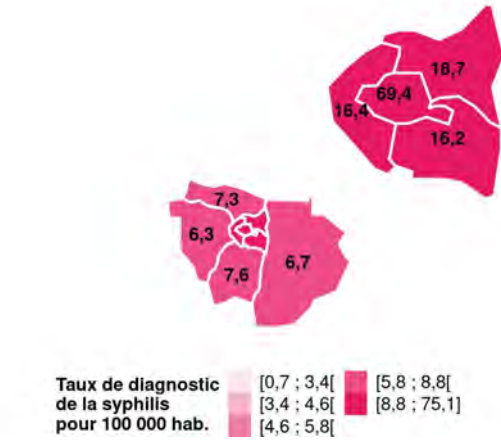 18,7
69,4
16,4
16,2
7,3
6,3
6,7
7,6
Taux de diagnostic
de la syphilis
pour 100 000 hab.
[0,7 ; 3,4[
[3,4 ; 4,6[
[4,6 ; 5,8[
[5,8 ; 8,8[
[8,8 ; 75,1]